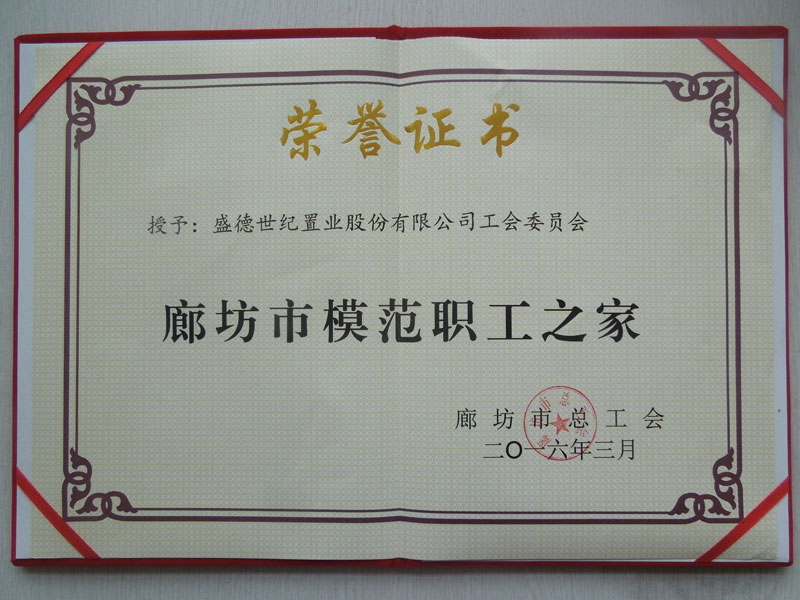 荣誉证书
授予：盛德世纪置业股份有限公司工会委员会
廊坊市模范职工之家
廊坊市总工会
二〇一六年三月